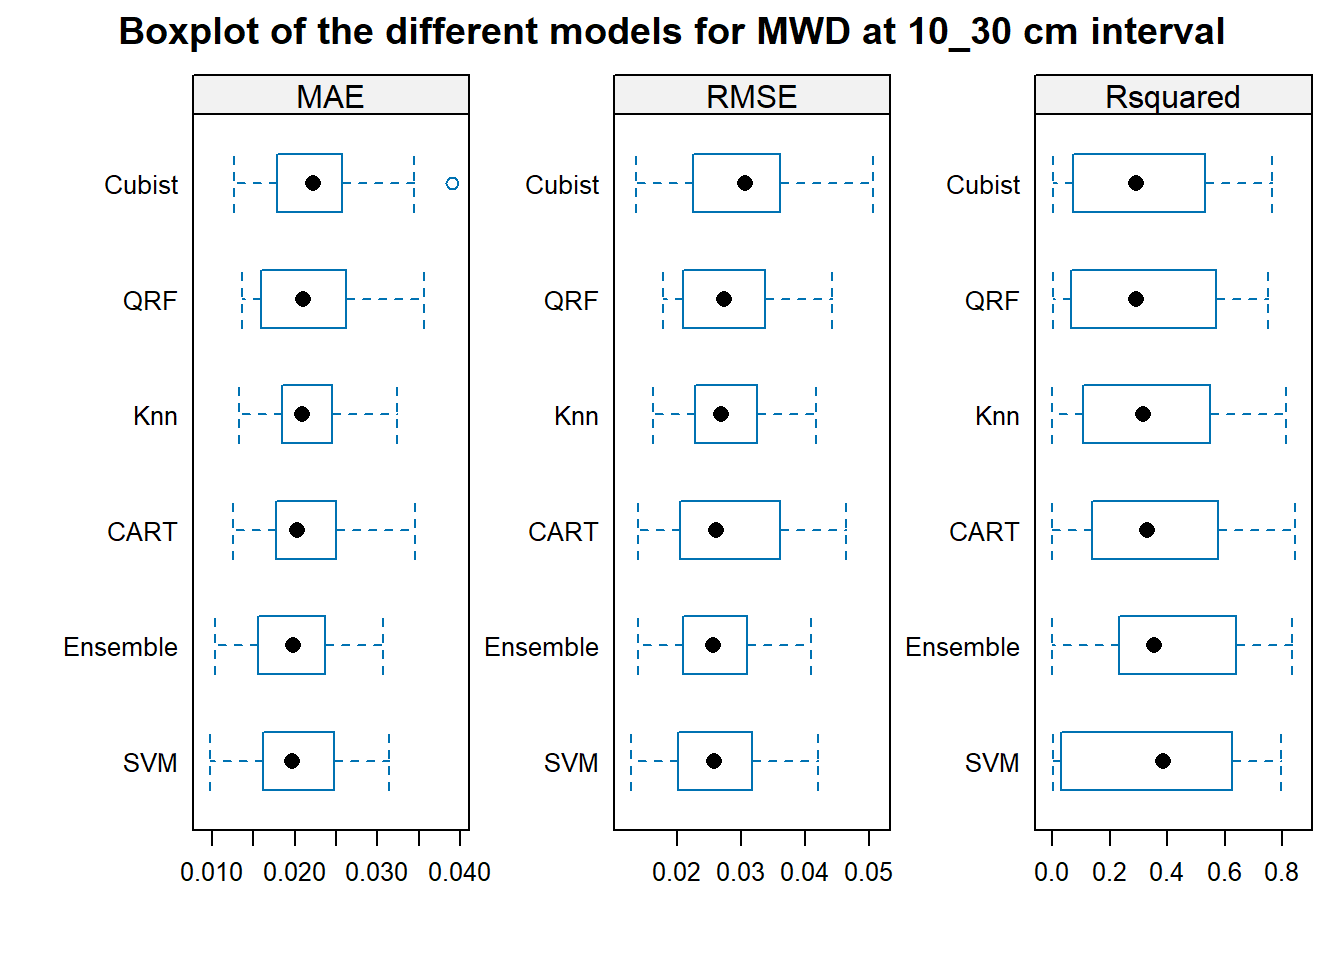 Boxplot of the different models for MWD at 10_30 cm interval
MAE
Cubist
QRF
Knn
CART
Ensemble
SVM
0.010 0.020 0.030 0.040
RMSE
Cubist
QRF
Knn
CART
Ensemble
SVM
0.02 0.03 0.04 0.05
Rsquared
Cubist
QRF
Knn
CART
Ensemble
SVM
0.0 0.2 0.4 0.6 0.8